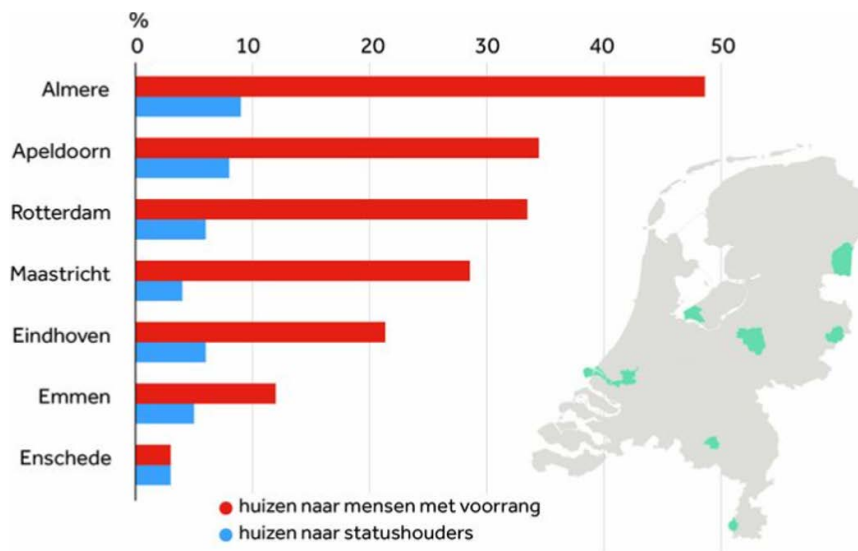 %
0 10 20 30 40 50
Almere
Apeldoorn
Rotterdam
Maastricht
Eindhoven
Emmen
Enschede
huizen naar mensen met voorrang
huizen naar statushouders